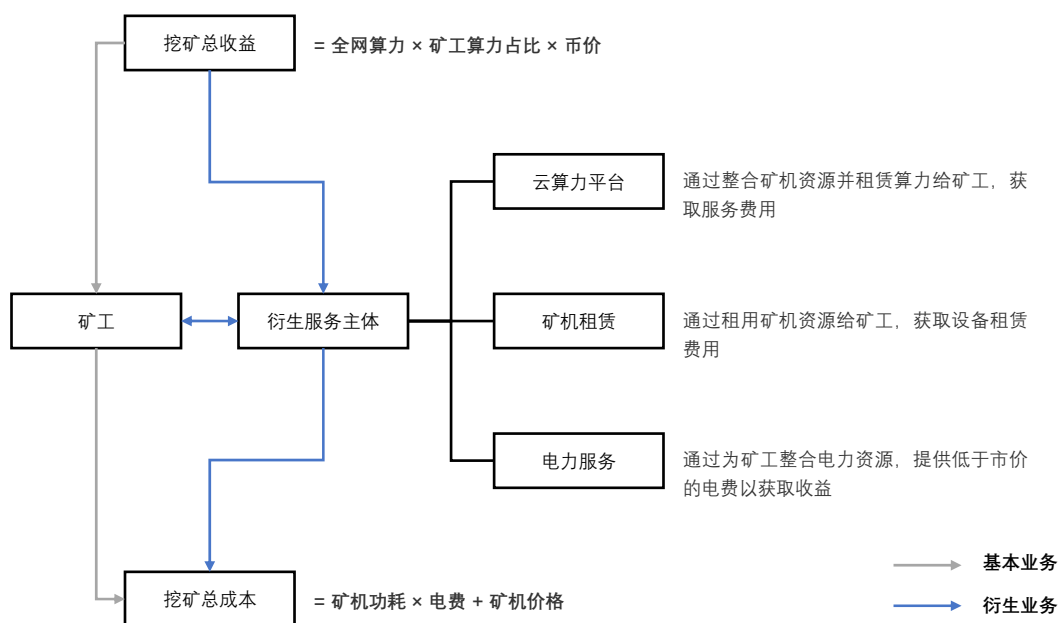 挖矿总收益
= 全网算力 × 矿工算力占比 × 币价
云算力平台
通过整合矿机资源并租赁算力给矿工，获
取服务费用
矿工
衍生服务主体
矿机租赁
通过租用矿机资源给矿工，获取设备租赁
费用
电力服务
通过为矿工整合电力资源，提供低于市价
的电费以获取收益
基本业务
挖矿总成本
= 矿机功耗 × 电费 + 矿机价格
衍生业务